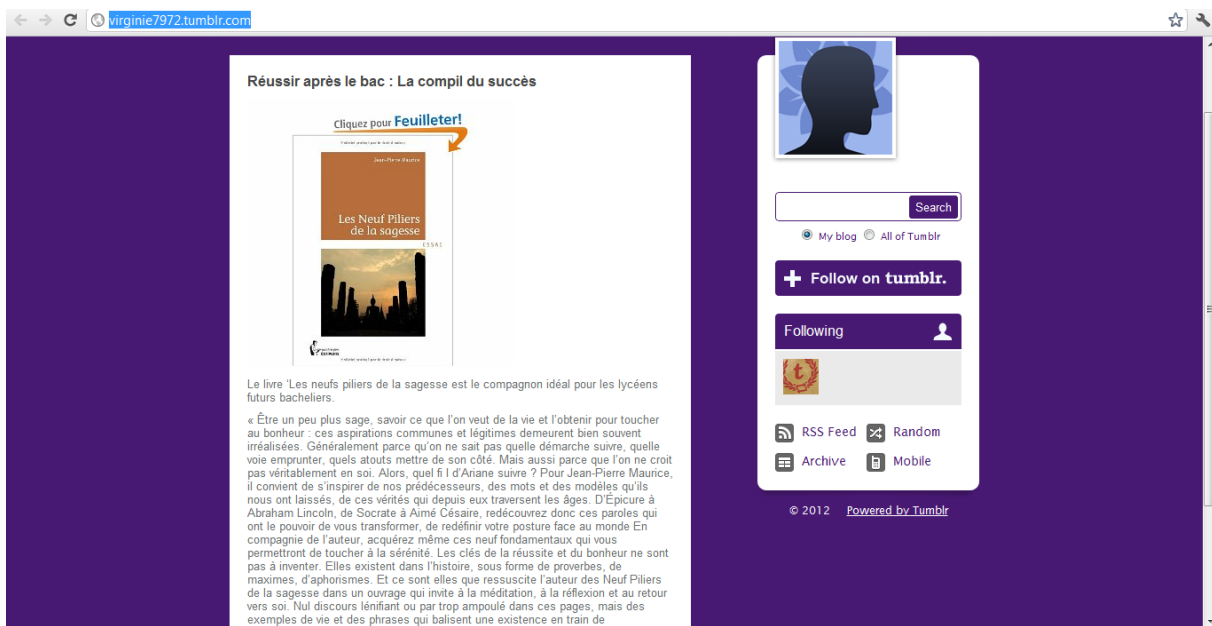 virginie7972.tumblr.com
Réussir après le bac : La compil du succès
Cliquez pour Feuilleter!
Jean-Pierre Maurice
Les Neuf Piliers
de la sagesse
ESSAI
Le livre ‘Les neufs piliers de la sagesse est le compagnon idéal pour les lycéens
futurs bacheliers.
« Être un peu plus sage, savoir ce que l’on veut de la vie et l’obtenir pour toucher
au bonheur : ces aspirations communes et légitimes demeurent bien souvent
irréalisées. Généralement parce qu’on ne sait pas quelle démarche suivre, quelle
voie emprunter, quels atouts mettre de son côté. Mais aussi parce que l’on ne croit
pas véritablement en soi. Alors, quel fi l d’Ariane suivre ? Pour Jean-Pierre Maurice,
il convient de s’inspirer de nos prédécesseurs, des mots et des modèles qu’ils
nous ont laissés, de ces vérités qui depuis eux traversent les âges. D’Épicure à
Abraham Lincoln, de Socrate à Aimé Césaire, redécouvrez donc ces paroles qui
ont le pouvoir de vous transformer, de redéfinir votre posture face au monde En
compagnie de l’auteur, acquérez même ces neuf fondamentaux qui vous
permettront de toucher à la sérénité. Les clés de la réussite et du bonheur ne sont
pas à inventer. Elles existent dans l’histoire, sous forme de proverbes, de
maximes, d’aphorismes. Et ce sont elles que ressuscite l’auteur des Neuf Piliers
de la sagesse dans un ouvrage qui invite à la méditation, à la réflexion et au retour
vers soi. Nul discours lénifiant ou par trop ampoulé dans ces pages, mais des
exemples de vie et des phrases qui balisent une existence en train de
Search
My blog All of Tumblr
Follow on tumblr.
Following
t
RSS Feed Random
Archive Mobile
© 2012 Powered by Tumblr